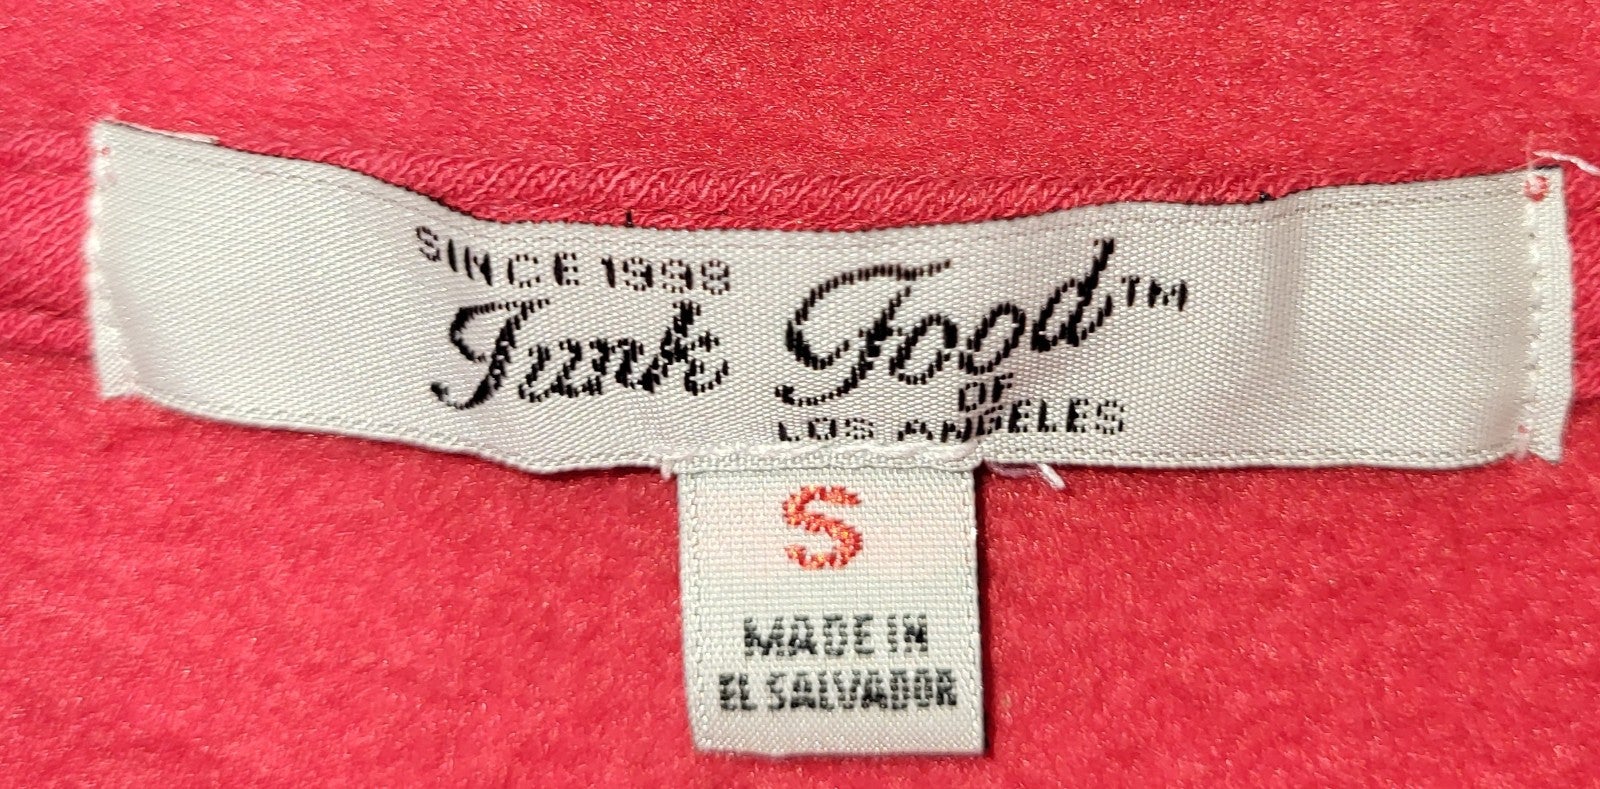 SINCE 1998
Junk Food™
OF
LOS ANGELES
S
MADE IN
EL SALVADOR